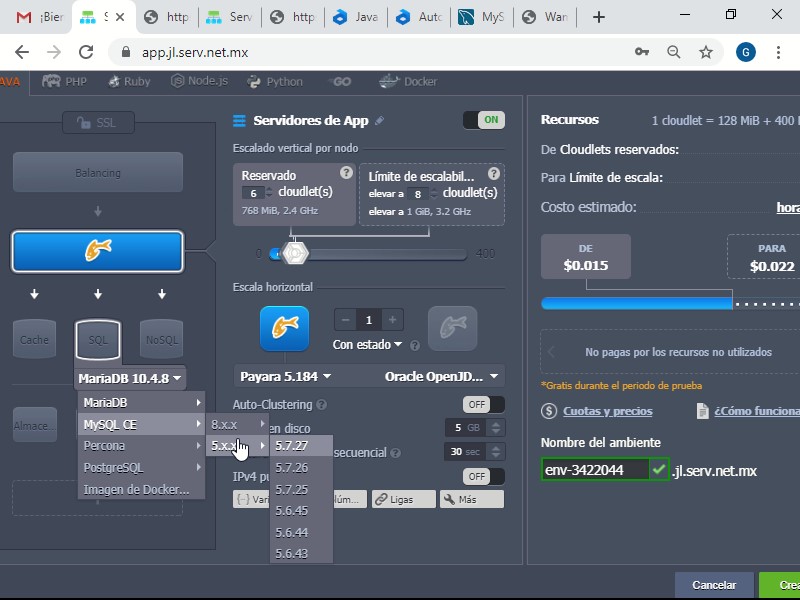 ¡Bier
S
http
Serv
http
Java
Auto
MyS
Wan
app.jl.serv.net.mx
G
AVA
PHP
Ruby
Node.js
Python
GO
Docker
SSL
Balancing
Cache
SQL
NoSQL
MariaDB 10.4.8
Almace...
MariaDB
MySQL CE
Percona
PostgreSQL
Imagen de Docker...
8.x.x
5.x.x
5.7.27
5.7.26
5.7.25
5.6.45
5.6.44
5.6.43
Servidores de App
ON
Escalado vertical por nodo
Reservado
?
6 cloudlet(s)
768 MiB, 2.4 GHz
Límite de escalabil...
?
elevar a 8 cloudlet(s)
elevar a 1 GiB, 3.2 GHz
0
400
Escala horizontal
1
Con estado
?
Payara 5.184
Oracle OpenJD...
Auto-Clustering ?
OFF
en disco
5 GB
secuencial ?
30 sec
IPv4 pú
OFF
{--} Vari
lúm...
Ligas
Más
Recursos
1 cloudlet = 128 MiB + 400 M
De Cloudlets reservados:
Para Límite de escala:
Costo estimado:
hora
DE
$0.015
PARA
$0.022
No pagas por los recursos no utilizados
*Gratis durante el periodo de prueba
$ Cuotas y precios
¿Cómo funciona
Nombre del ambiente
env-3422044 .jl.serv.net.mx
Cancelar
Crea